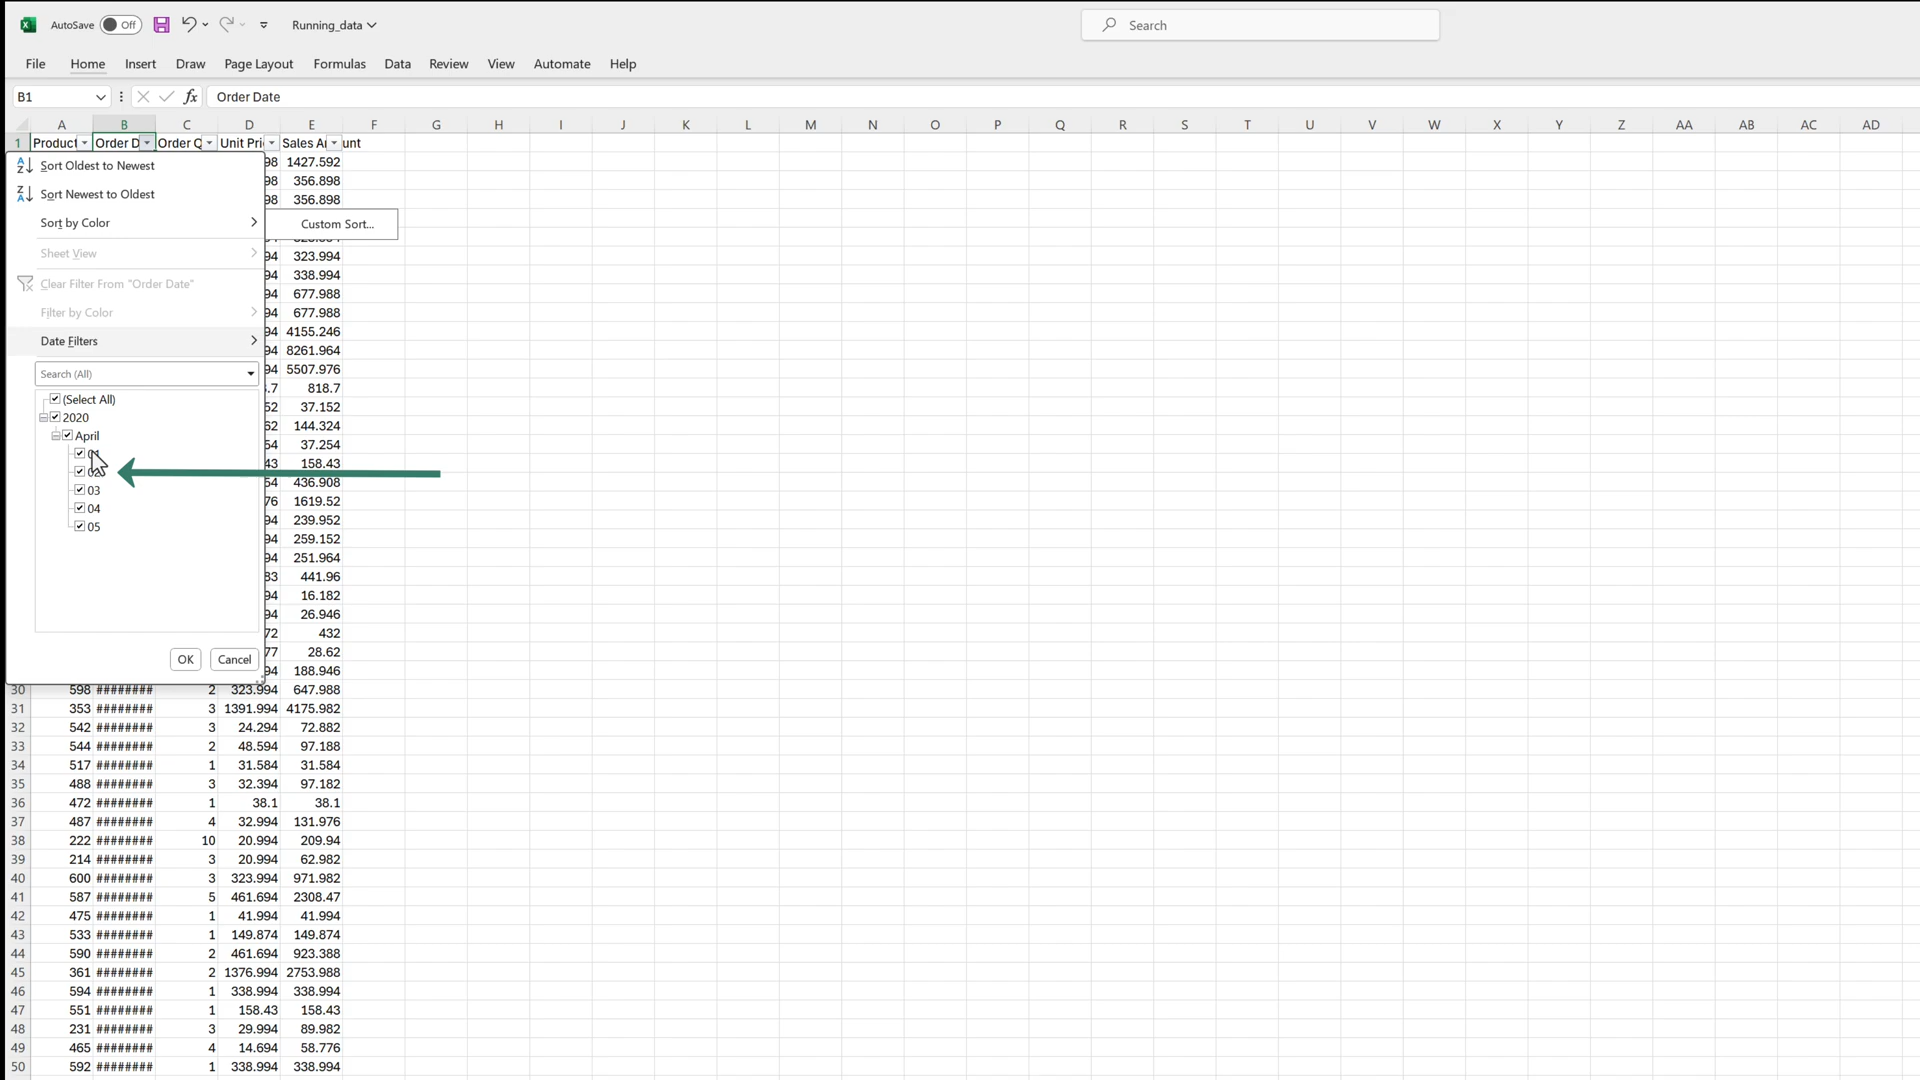 AutoSave Off Running_data Search
File Home Insert Draw Page Layout Formulas Data Review View Automate Help
B1 fx Order Date
A B C D E F G H I J K L M N O P Q R S T U V W X Y Z AA AB AC AD
1 Product Order D Order Q Unit Pri Sales A unt
Sort Oldest to Newest
98 1427.592
98 356.898
Sort Newest to Oldest
98 356.898
Sort by Color
Custom Sort...
Sheet View
94 323.994
94 338.994
Clear Filter From "Order Date"
94 677.988
Filter by Color
94 677.988
94 4155.246
Date Filters
94 8261.964
94 5507.976
Search (All)
.7 818.7
(Select All)
52 37.152
2020
62 144.324
April
54 37.254
43 158.43
54 436.908
03
76 1619.52
04
94 239.952
05
94 259.152
94 251.964
83 441.96
94 16.182
94 26.946
72 432
77 28.62
OK Cancel
94 188.946
30 598 ######## 2 323.994 647.988
31 353 ######## 3 1391.994 4175.982
32 542 ######## 3 24.294 72.882
33 544 ######## 2 48.594 97.188
34 517 ######## 1 31.584 31.584
35 488 ######## 3 32.394 97.182
36 472 ######## 1 38.1 38.1
37 487 ######## 4 32.994 131.976
38 222 ######## 10 20.994 209.94
39 214 ######## 3 20.994 62.982
40 600 ######## 3 323.994 971.982
41 587 ######## 5 461.694 2308.47
42 475 ######## 1 41.994 41.994
43 533 ######## 1 149.874 149.874
44 590 ######## 2 461.694 923.388
45 361 ######## 2 1376.994 2753.988
46 594 ######## 1 338.994 338.994
47 551 ######## 1 158.43 158.43
48 231 ######## 3 29.994 89.982
49 465 ######## 4 14.694 58.776
50 592 ######## 1 338.994 338.994